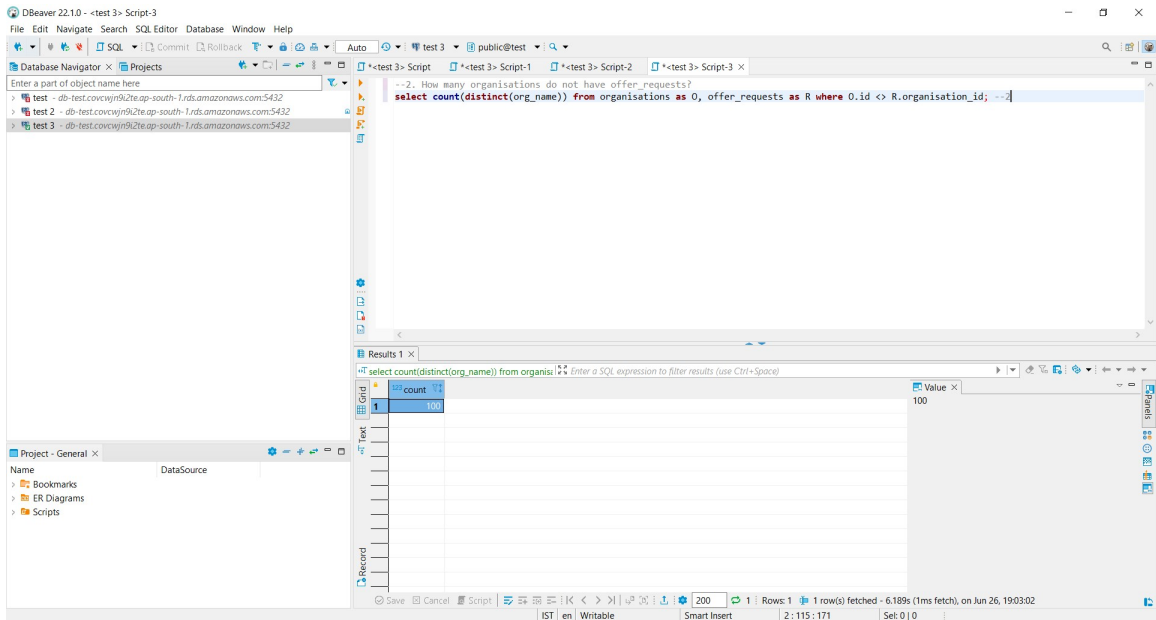 DBeaver 22.1.0 - <test 3> Script-3
File Edit Navigate Search SQL Editor Database Window Help
SQL Commit Rollback Auto test 3 public@test
Database Navigator Projects
Enter a part of object name here
test - db-test.covcwjn9i2te.ap-south-1.rds.amazonaws.com:5432
test 2 - db-test.covcwjn9i2te.ap-south-1.rds.amazonaws.com:5432
test 3 - db-test.covcwjn9i2te.ap-south-1.rds.amazonaws.com:5432
*<test 3> Script *<test 3> Script-1 *<test 3> Script-2 *<test 3> Script-3
--2. How many organisations do not have offer_requests?
select count(distinct(org_name)) from organisations as O, offer_requests as R where O.id <> R.organisation_id; --2
Results 1
select count(distinct(org_name)) from organisa Enter a SQL expression to filter results (use Ctrl+Space)
Grid
Text
Record
123 count
1 100
Value
100
Panels
Project - General
Name DataSource
Bookmarks
ER Diagrams
Scripts
Save Cancel Script 200 1 Rows: 1 1 row(s) fetched - 6.189s (1ms fetch), on Jun 26, 19:03:02
IST en Writable Smart Insert 2 : 115 : 171 Sel: 0 | 0